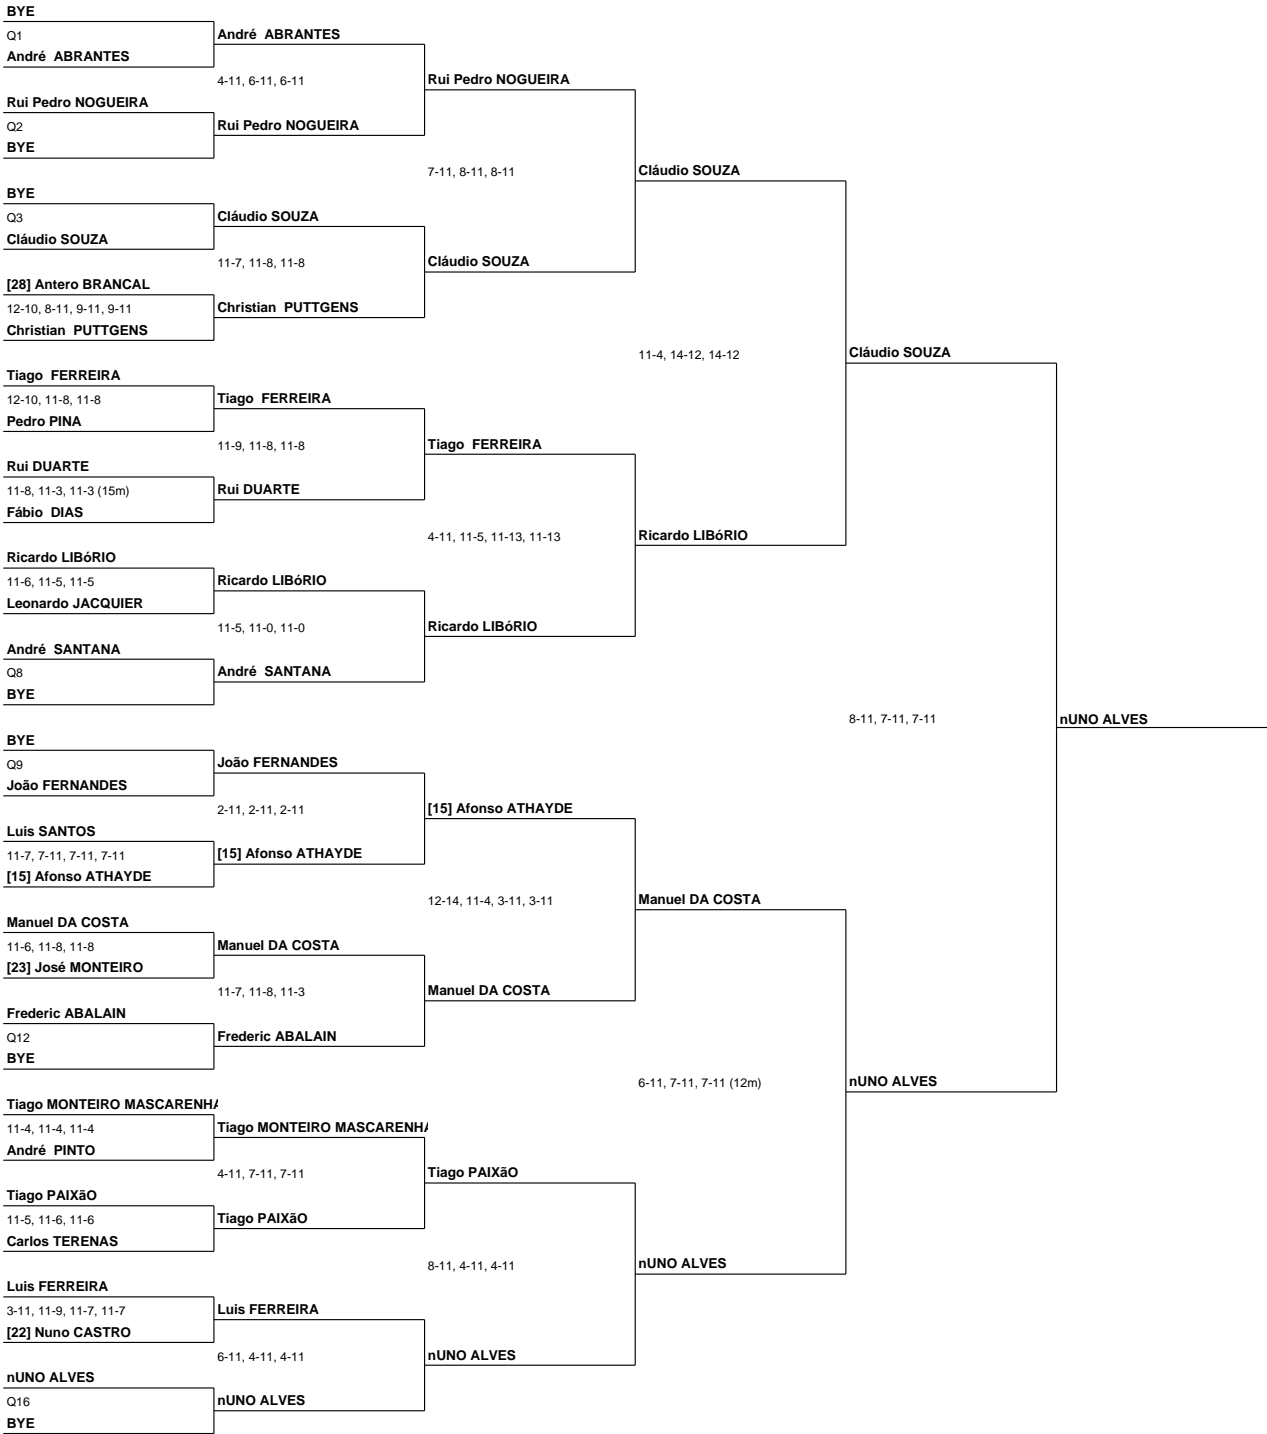 BYE
Q1
André  ABRANTES
André  ABRANTES
4-11, 6-11, 6-11
Rui Pedro NOGUEIRA
Rui Pedro NOGUEIRA
Q2
BYE
Rui Pedro NOGUEIRA
7-11, 8-11, 8-11
Cláudio SOUZA
BYE
Q3
Cláudio SOUZA
Cláudio SOUZA
11-7, 11-8, 11-8
Cláudio SOUZA
[28] Antero BRANCAL
12-10, 8-11, 9-11, 9-11
Christian  PUTTGENS
Christian  PUTTGENS
11-4, 14-12, 14-12
Cláudio SOUZA
Tiago  FERREIRA
12-10, 11-8, 11-8
Pedro PINA
Tiago  FERREIRA
11-9, 11-8, 11-8
Tiago  FERREIRA
Rui DUARTE
11-8, 11-3, 11-3 (15m)
Fábio  DIAS
Rui DUARTE
4-11, 11-5, 11-13, 11-13
Ricardo LIBóRIO
Ricardo LIBóRIO
11-6, 11-5, 11-5
Leonardo JACQUIER
Ricardo LIBóRIO
11-5, 11-0, 11-0
Ricardo LIBóRIO
André  SANTANA
Q8
BYE
André  SANTANA
8-11, 7-11, 7-11
nUNO ALVES
BYE
Q9
João FERNANDES
João FERNANDES
2-11, 2-11, 2-11
[15] Afonso ATHAYDE
Luis SANTOS
11-7, 7-11, 7-11, 7-11
[15] Afonso ATHAYDE
[15] Afonso ATHAYDE
12-14, 11-4, 3-11, 3-11
Manuel DA COSTA
Manuel DA COSTA
11-6, 11-8, 11-8
[23] José MONTEIRO
Manuel DA COSTA
11-7, 11-8, 11-3
Manuel DA COSTA
Frederic ABALAIN
Q12
BYE
Frederic ABALAIN
6-11, 7-11, 7-11 (12m)
nUNO ALVES
Tiago MONTEIRO MASCARENHA
11-4, 11-4, 11-4
André  PINTO
Tiago MONTEIRO MASCARENHA
4-11, 7-11, 7-11
Tiago PAIXãO
Tiago PAIXãO
11-5, 11-6, 11-6
Carlos TERENAS
Tiago PAIXãO
8-11, 4-11, 4-11
nUNO ALVES
Luis FERREIRA
3-11, 11-9, 11-7, 11-7
[22] Nuno CASTRO
Luis FERREIRA
6-11, 4-11, 4-11
nUNO ALVES
nUNO ALVES
Q16
BYE
nUNO ALVES